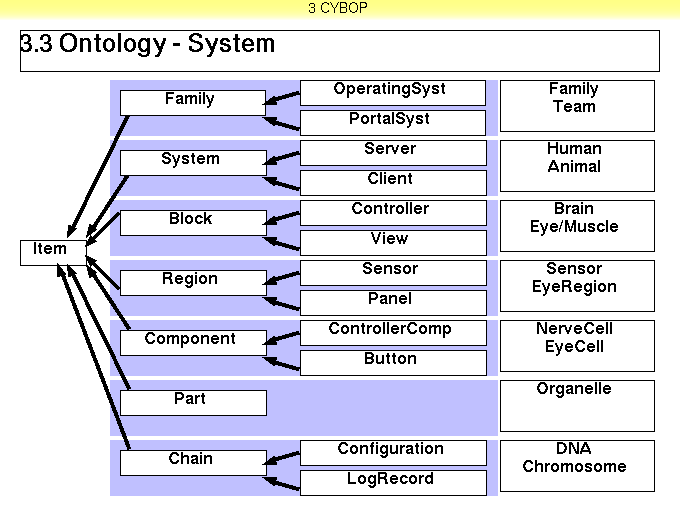 3 CYBOP
3.3 Ontology - System
Family
OperatingSyst
PortalSyst
Family
Team
System
Server
Client
Human
Animal
Block
Controller
View
Brain
Eye/Muscle
Item
Region
Sensor
Panel
Sensor
EyeRegion
Component
ControllerComp
Button
NerveCell
EyeCell
Part
Organelle
Chain
Configuration
LogRecord
DNA
Chromosome